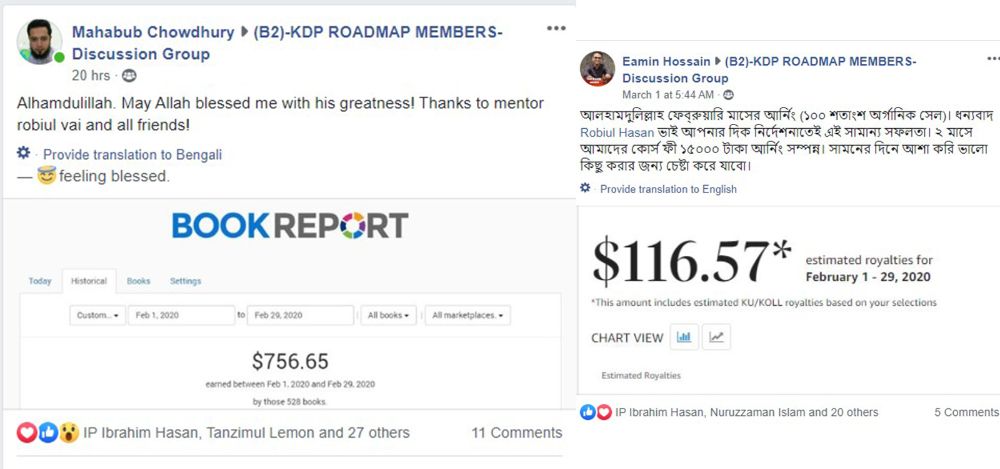 Mahabub Chowdhury ▸ (B2)-KDP ROADMAP MEMBERS-
Discussion Group
20 hrs ·
Alhamdulillah. May Allah blessed me with his greatness! Thanks to mentor
robiul vai and all friends!
· Provide translation to Bengali
— 😇 feeling blessed.
BOOKREPORT
Today Historical Books Settings
Custom.. Feb 1, 2020 to Feb 29, 2020 All books All marketplaces.
$756.65
earned between Feb 1, 2020 and Feb 29, 2020
by those 528 books.
IP Ibrahim Hasan, Tanzimul Lemon and 27 others 11 Comments
Eamin Hossain ▸ (B2)-KDP ROADMAP MEMBERS-
Discussion Group
March 1 at 5:44 AM ·
আলহামদুলিল্লাহ ফেব্রুয়ারি মাসের আর্নিং (১০০ শতাংশ অর্গানিক সেল)। ধন্যবাদ
Robiul Hasan ভাই আপনার দিক নির্দেশনাতেই এই সামান্য সফলতা। ২ মাসে
আমাদের কোর্স ফী ১৫০০০ টাকা আর্নিং সম্পন্ন। সামনের দিনে আশা করি ভালো
কিছু করার জন্য চেষ্টা করে যাবো।
· Provide translation to English
$116.57* estimated royalties for
February 1 - 29, 2020
*This amount includes estimated KU/KOLL royalties based on your selections
CHART VIEW
Estimated Royalties
IP Ibrahim Hasan, Nuruzzaman Islam and 20 others 5 Comments